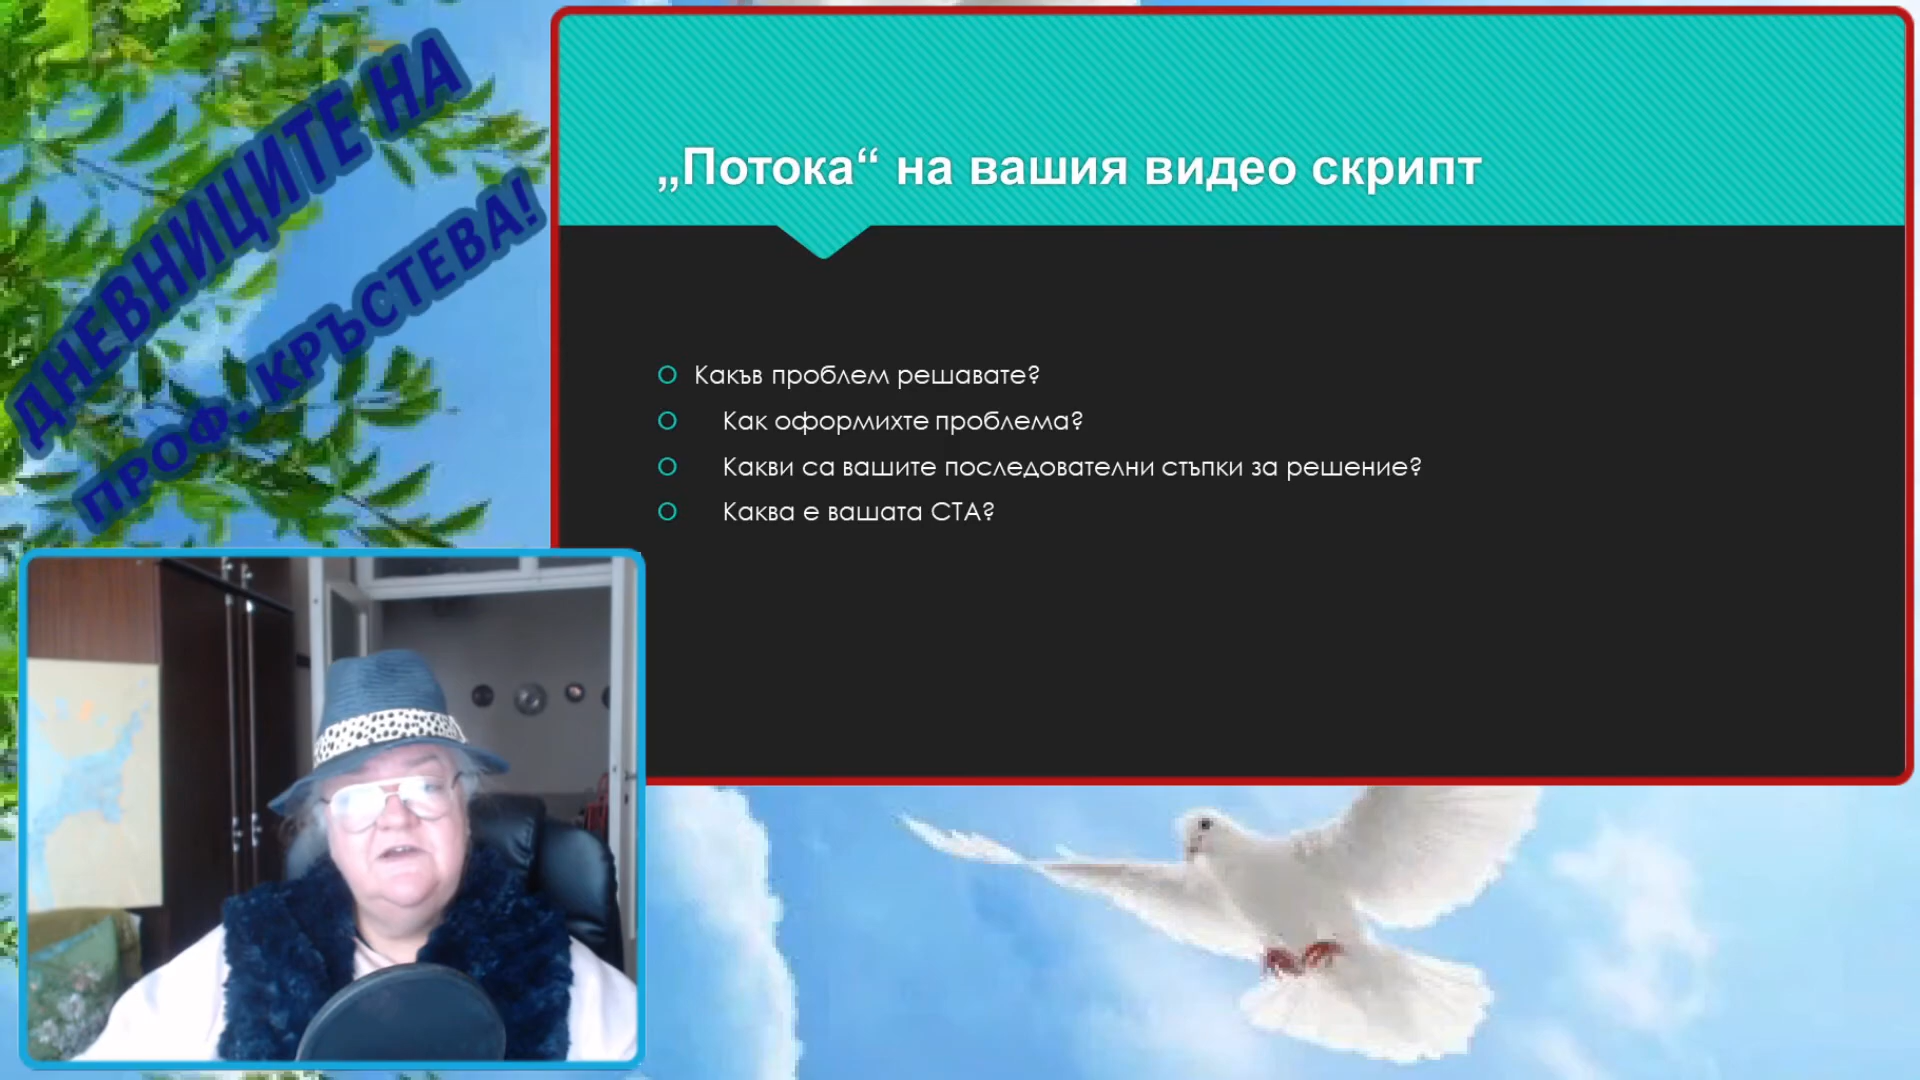 ДНЕВНИЦИТЕ НА
ПРОФ. КРЪСТЕВА!
„Потока“ на вашия видео скрипт
Какъв проблем решавате?
Как оформихте проблема?
Какви са вашите последователни стъпки за решение?
Каква е вашата СТА?